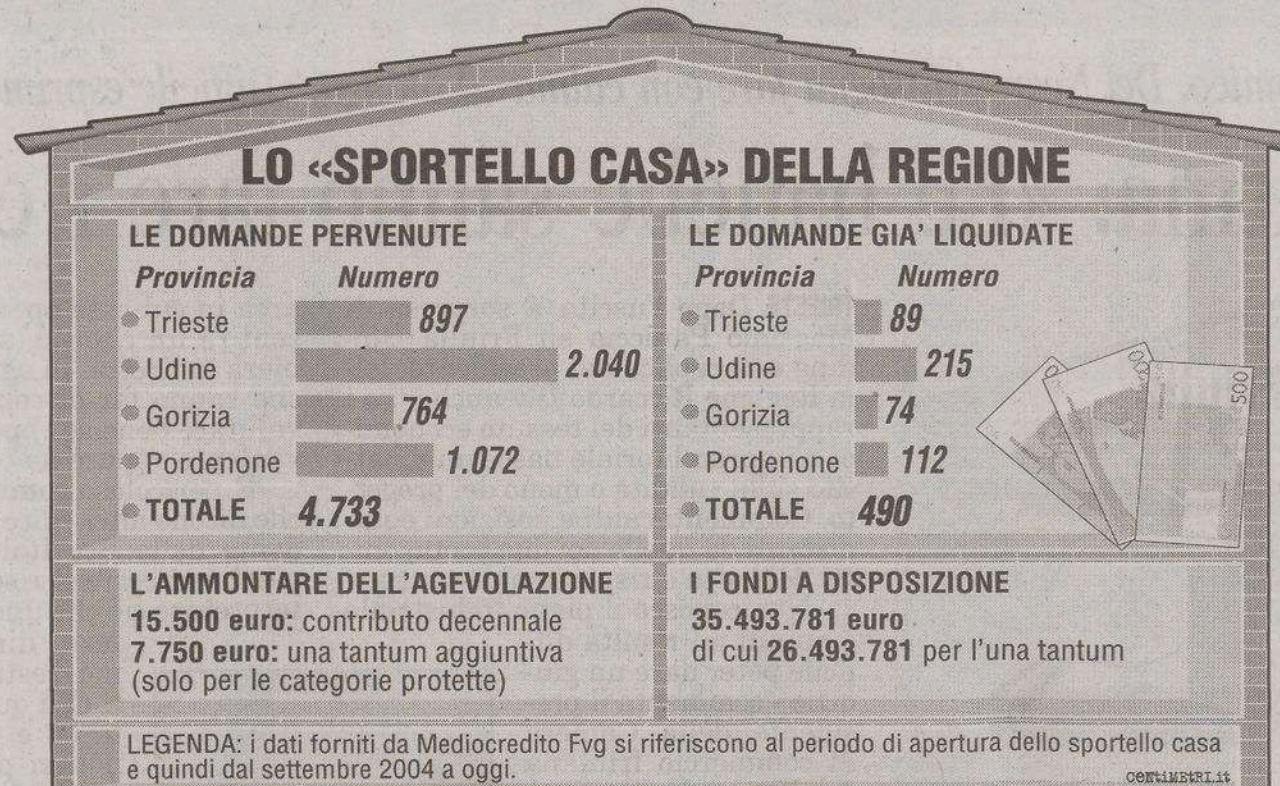 LO «SPORTELLO CASA» DELLA REGIONE
LE DOMANDE PERVENUTE
Provincia Numero
Trieste 897
Udine 2.040
Gorizia 764
Pordenone 1.072
TOTALE 4.733
LE DOMANDE GIA' LIQUIDATE
Provincia Numero
Trieste 89
Udine 215
Gorizia 74
Pordenone 112
TOTALE 490
500
L'AMMONTARE DELL'AGEVOLAZIONE
15.500 euro: contributo decennale
7.750 euro: una tantum aggiuntiva
(solo per le categorie protette)
I FONDI A DISPOSIZIONE
35.493.781 euro
di cui 26.493.781 per l'una tantum
LEGENDA: i dati forniti da Mediocredito Fvg si riferiscono al periodo di apertura dello sportello casa
e quindi dal settembre 2004 a oggi.
CENTIMETRI.it